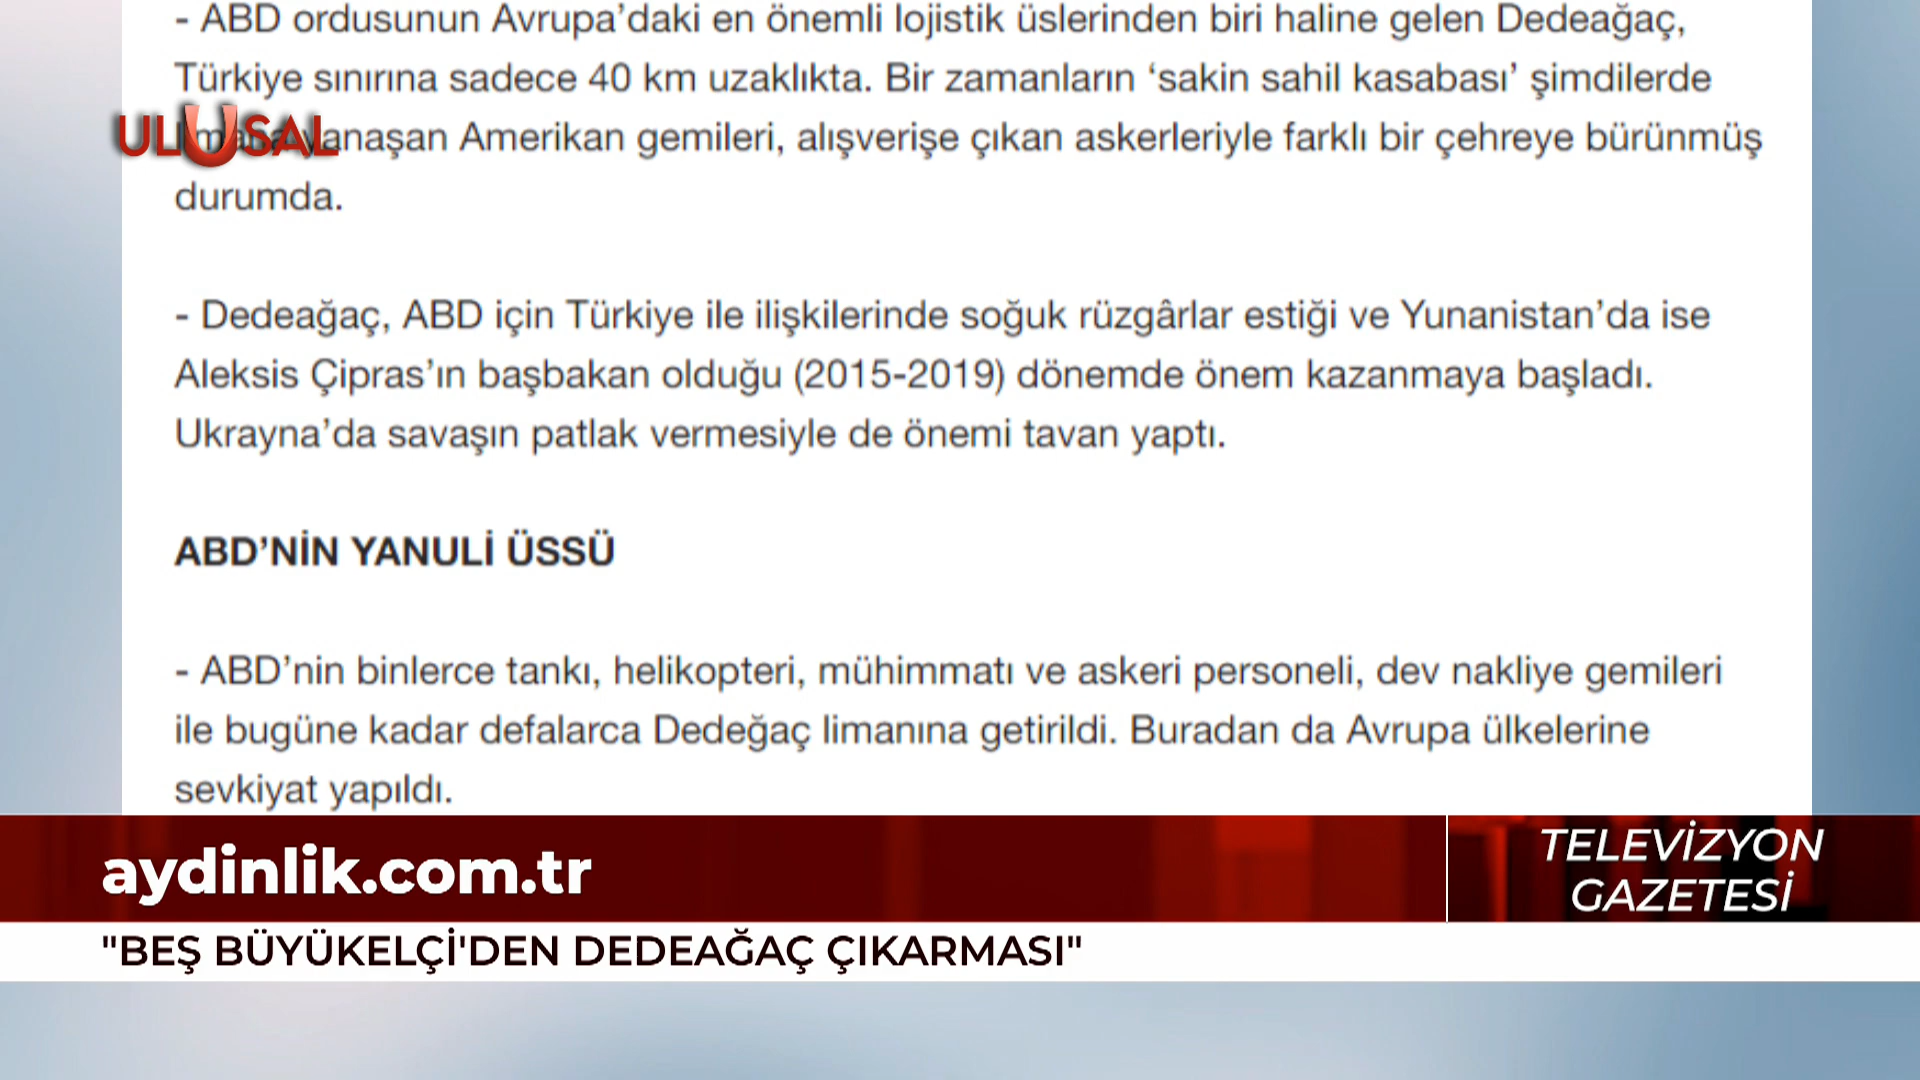 - ABD ordusunun Avrupa’daki en önemli lojistik üslerinden biri haline gelen Dedeağaç,
Türkiye sınırına sadece 40 km uzaklıkta. Bir zamanların ‘sakin sahil kasabası’ şimdilerde
ULUSAL
yanaşan Amerikan gemileri, alışverişe çıkan askerleriyle farklı bir çehreye bürünmüş
durumda.
- Dedeağaç, ABD için Türkiye ile ilişkilerinde soğuk rüzgârlar estiği ve Yunanistan’da ise
Aleksis Çipras’ın başbakan olduğu (2015-2019) dönemde önem kazanmaya başladı.
Ukrayna’da savaşın patlak vermesiyle de önemi tavan yaptı.
ABD’NİN YANULİ ÜSSÜ
- ABD’nin binlerce tankı, helikopteri, mühimmatı ve askeri personeli, dev nakliye gemileri
ile bugüne kadar defalarca Dedeğaç limanına getirildi. Buradan da Avrupa ülkelerine
sevkiyat yapıldı.
aydinlik.com.tr
TELEVİZYON
GAZETESİ
"BEŞ BÜYÜKELÇİ'DEN DEDEAĞAÇ ÇIKARMASI"